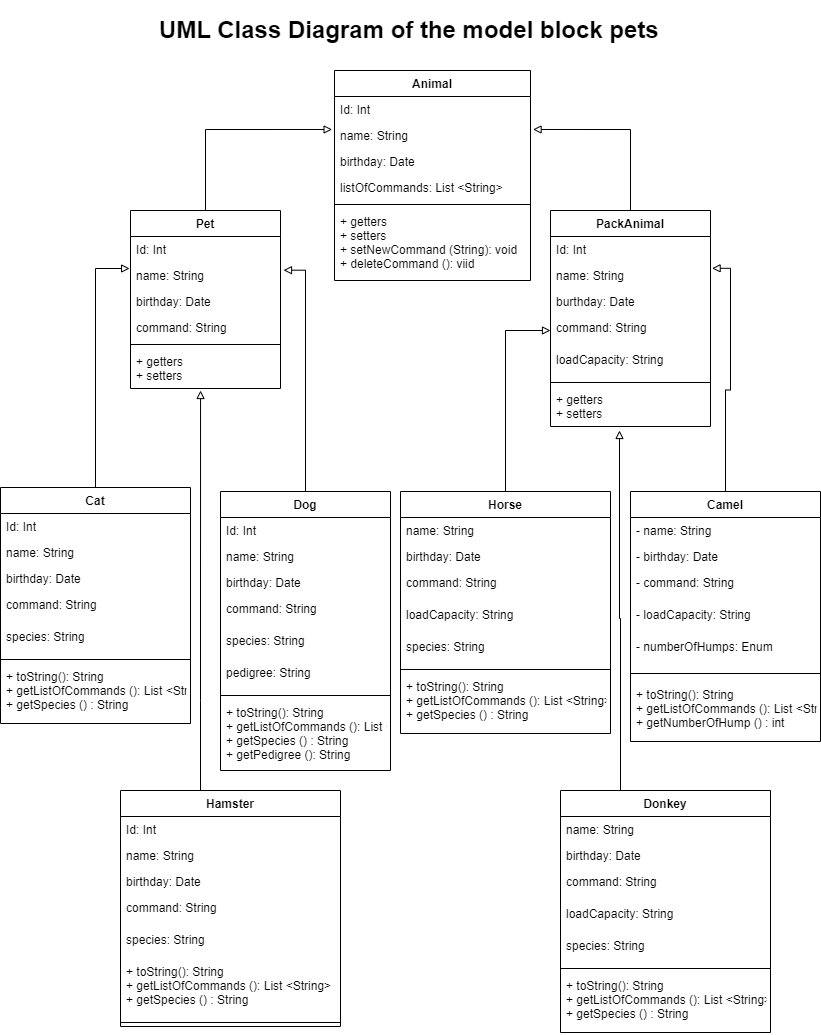 UML Class Diagram of the model block pets
Animal
Id: Int
name: String
birthday: Date
listOfCommands: List <String>
+ getters
+ setters
+ setNewCommand (String): void
+ deleteCommand (): viid
Pet
Id: Int
name: String
birthday: Date
command: String
+ getters
+ setters
PackAnimal
Id: Int
name: String
burthday: Date
command: String
loadCapacity: String
+ getters
+ setters
Cat
Id: Int
name: String
birthday: Date
command: String
species: String
+ toString(): String
+ getListOfCommands (): List <Str
+ getSpecies () : String
Dog
Id: Int
name: String
birthday: Date
command: String
species: String
pedigree: String
+ toString(): String
+ getListOfCommands (): List
+ getSpecies () : String
+ getPedigree (): String
Horse
name: String
birthday: Date
command: String
loadCapacity: String
species: String
+ toString(): String
+ getListOfCommands (): List <String>
+ getSpecies () : String
Camel
- name: String
- birthday: Date
- command: String
- loadCapacity: String
- numberOfHumps: Enum
+ toString(): String
+ getListOfCommands (): List <Str
+ getNumberOfHump () : int
Hamster
Id: Int
name: String
birthday: Date
command: String
species: String
+ toString(): String
+ getListOfCommands (): List <String>
+ getSpecies () : String
Donkey
name: String
birthday: Date
command: String
loadCapacity: String
species: String
+ toString(): String
+ getListOfCommands (): List <String>
+ getSpecies () : String